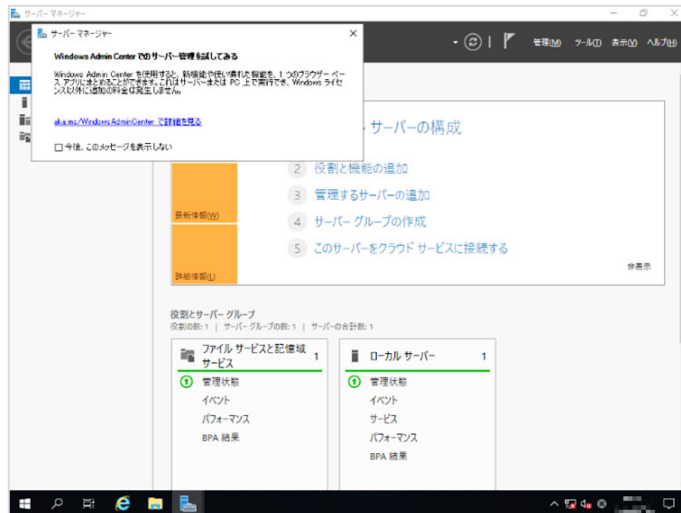 サーバー マネージャー
サーバー マネージャー
管理(M) ツール(T) 表示(V) ヘルプ(H)
Windows Admin Center でのサーバー管理を試してみる
Windows Admin Center を使用すると、新機能や使い慣れた機能を、1 つのブラウザー ベー
ス アプリにまとめることができます。これはサーバーまたは PC 上で実行でき、Windows ライセ
ンス以外に追加の料金は発生しません。
aka.ms/WindowsAdminCenter で詳細を見る
今後、このメッセージを表示しない
サーバーの構成
2 役割と機能の追加
3 管理するサーバーの追加
最新情報(W)
4 サーバー グループの作成
5 このサーバーをクラウド サービスに接続する
非表示
詳細情報(L)
役割とサーバー グループ
役割の数: 1 | サーバー グループの数: 1 | サーバーの合計数: 1
ファイル サービスと記憶域
サービス
1
管理状態
イベント
パフォーマンス
BPA 結果
ローカル サーバー 1
管理状態
イベント
サービス
パフォーマンス
BPA 結果